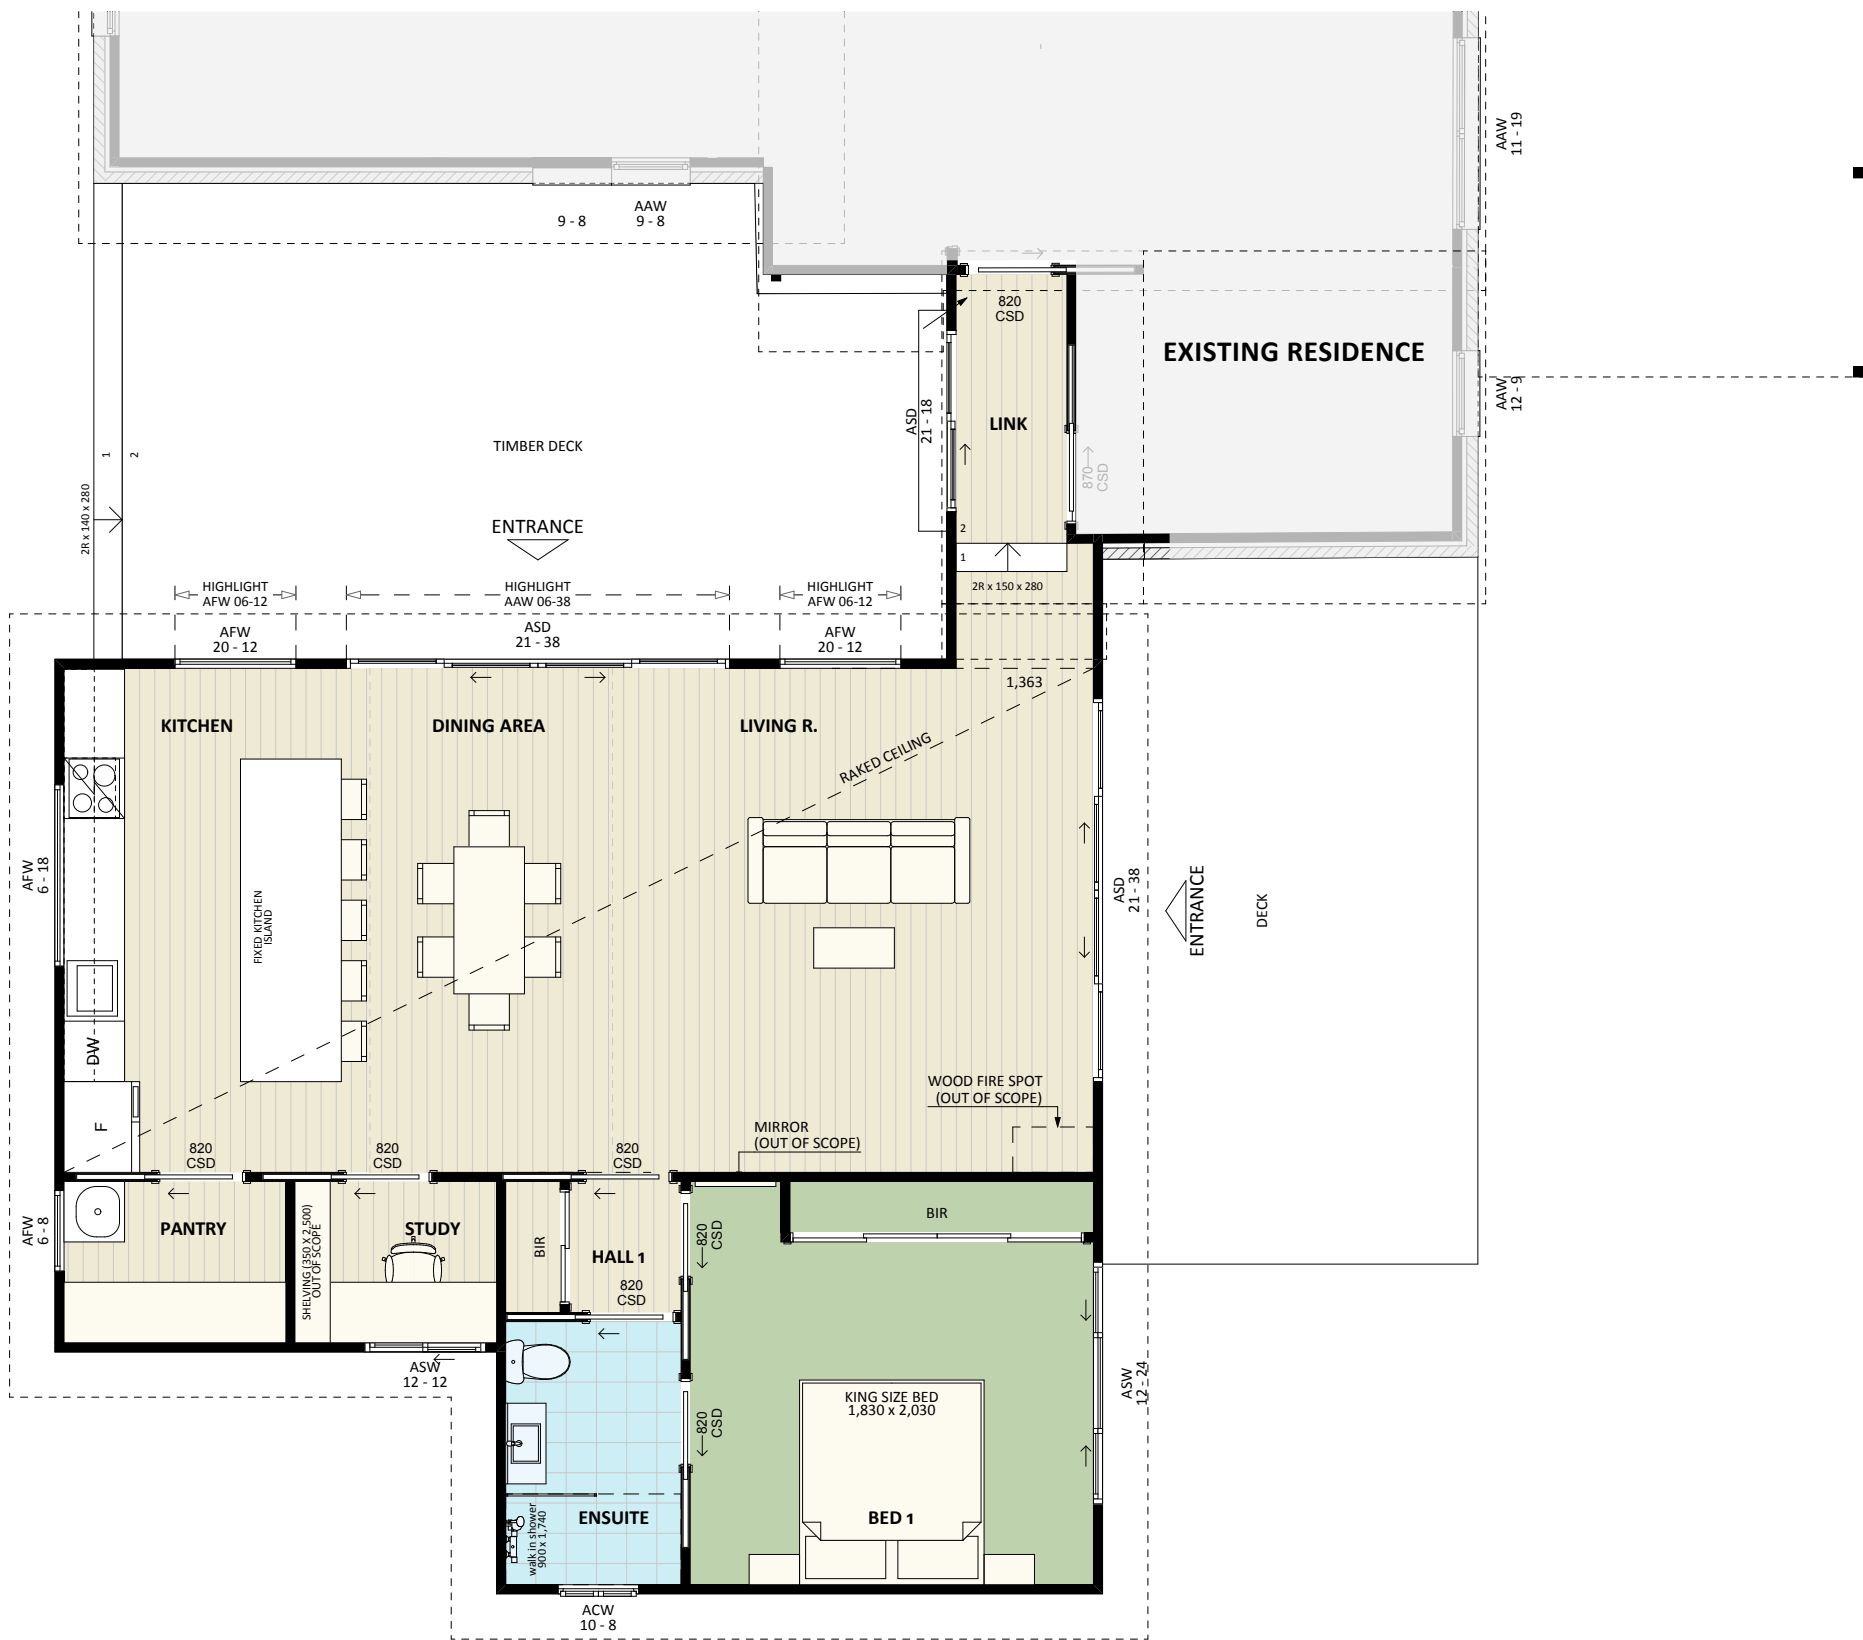 AAW
11 - 19
9 - 8
AAW
9 - 8
820
CSD
EXISTING RESIDENCE
AAW
12 - 9
ASD
21 - 18
LINK
TIMBER DECK
1
2
870
CSD
2R x 140 x 280
ENTRANCE
2
1
2R x 150 x 280
HIGHLIGHT
AFW 06-12
HIGHLIGHT
AAW 06-38
HIGHLIGHT
AFW 06-12
AFW
20 - 12
ASD
21 - 38
AFW
20 - 12
1,363
KITCHEN
DINING AREA
LIVING R.
RAKED CEILING
AFW
6 - 18
FIXED KITCHEN
ISLAND
ASD
21 - 38
ENTRANCE
DECK
DW
F
WOOD FIRE SPOT
(OUT OF SCOPE)
MIRROR
(OUT OF SCOPE)
820
CSD
820
CSD
820
CSD
AFW
6 - 8
PANTRY
SHELVING (350 X 2,500)
OUT OF SCOPE
STUDY
BIR
HALL 1
820
CSD
820
CSD
BIR
ASW
12 - 12
ASW
12 - 24
KING SIZE BED
1,830 x 2,030
820
CSD
walk in shower
900 x 1,740
ENSUITE
BED 1
ACW
10 - 8